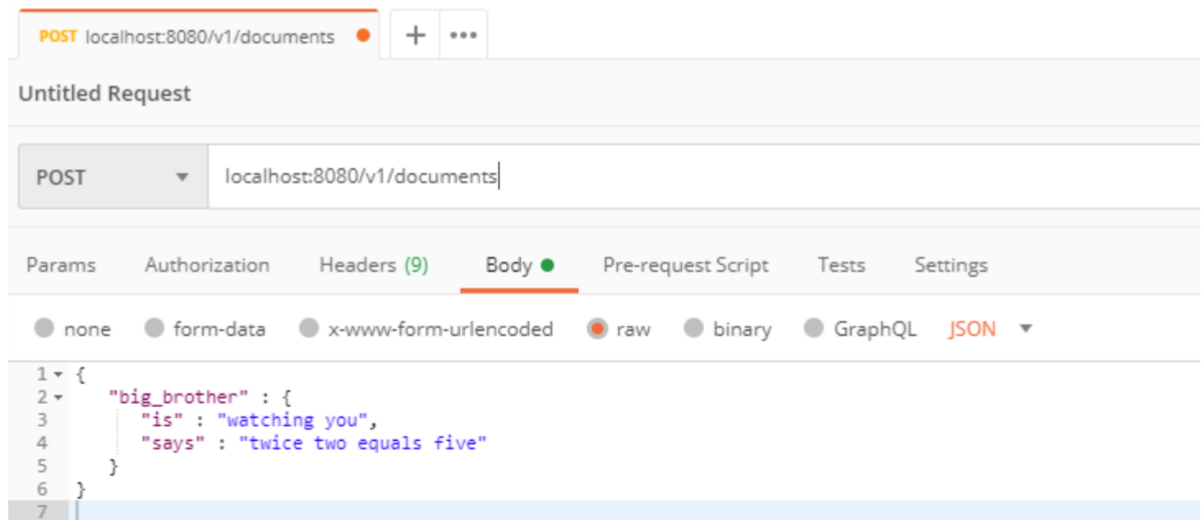 POST localhost:8080/v1/documents + •••
Untitled Request
POST localhost:8080/v1/documents
Params Authorization Headers (9) Body Pre-request Script Tests Settings
none form-data x-www-form-urlencoded raw binary GraphQL JSON
1 {
2 "big_brother" : {
3 "is" : "watching you",
4 "says" : "twice two equals five"
5 }
6 }
7